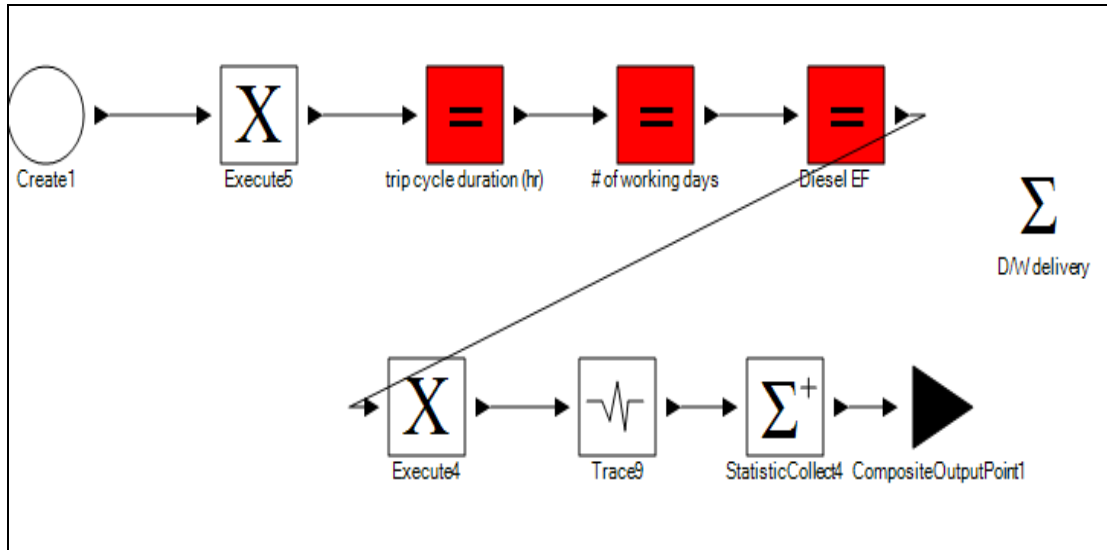 X = = =
Create1 Execute5 trip cycle duration (hr) # of working days Diesel EF
Σ
D/W delivery
X Σ+
Execute4 Trace9 StatisticCollect4 CompositeOutputPoint1